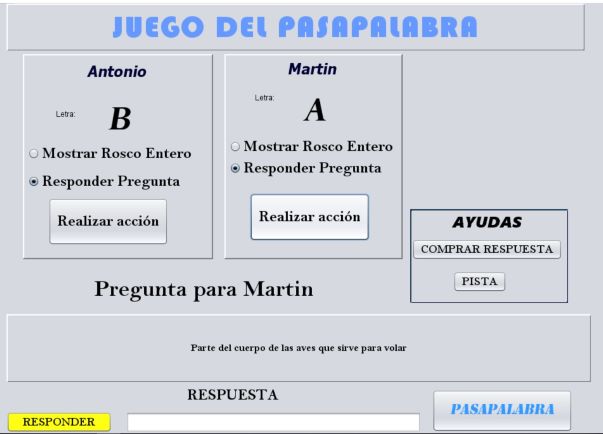 JUEGO DEL PASAPALABRA
Antonio
Letra:
B
Mostrar Rosco Entero
Responder Pregunta
Realizar acción
Martin
Letra:
A
Mostrar Rosco Entero
Responder Pregunta
Realizar acción
AYUDAS
COMPRAR RESPUESTA
PISTA
Pregunta para Martin
Parte del cuerpo de las aves que sirve para volar
RESPUESTA
RESPONDER
PASAPALABRA